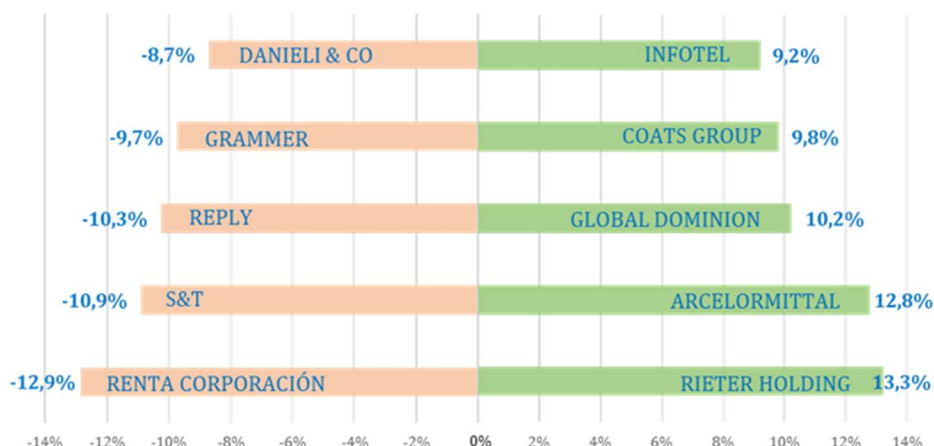 -8,7% DANIELI & CO INFOTEL 9,2%
-9,7% GRAMMER COATS GROUP 9,8%
-10,3% REPLY GLOBAL DOMINION 10,2%
-10,9% S&T ARCELORMITTAL 12,8%
-12,9% RENTA CORPORACIÓN RIETER HOLDING 13,3%
-14% -12% -10% -8% -6% -4% -2% 0% 2% 4% 6% 8% 10% 12% 14%